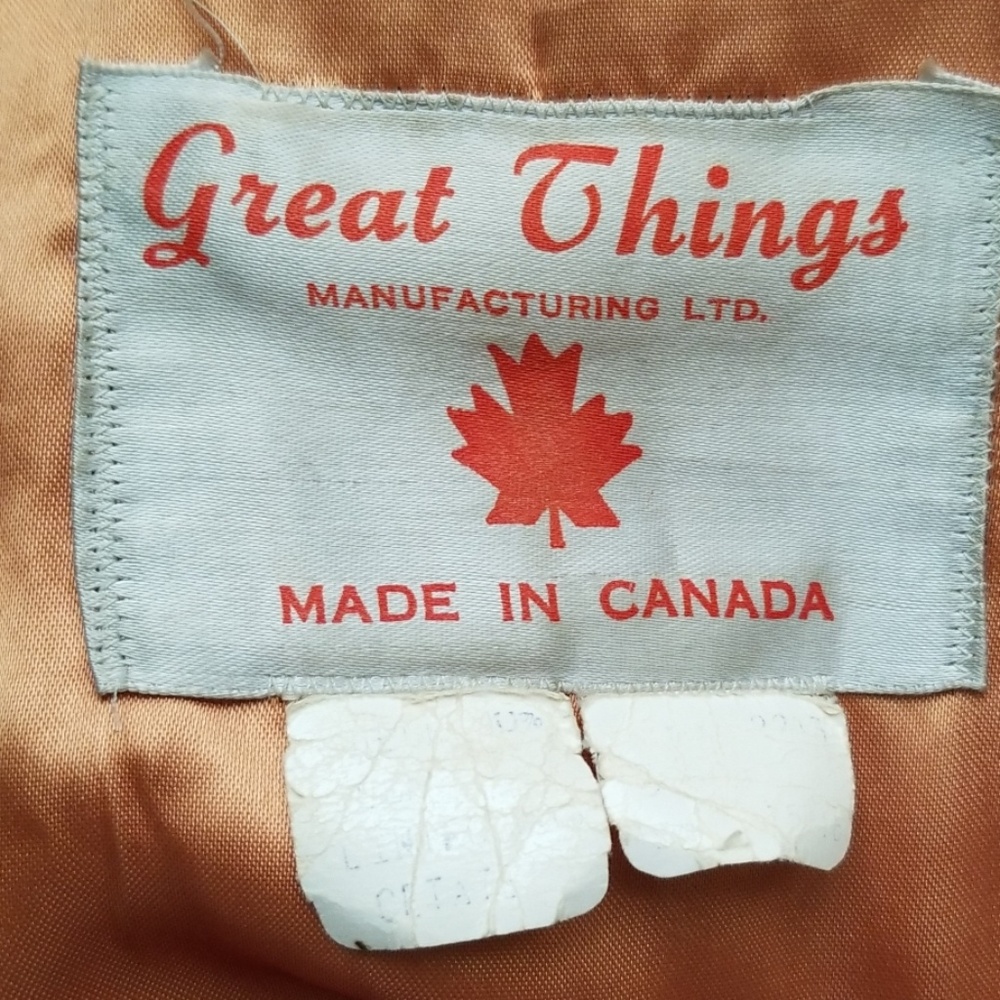 Great Things
MANUFACTURING LTD.
MADE IN CANADA